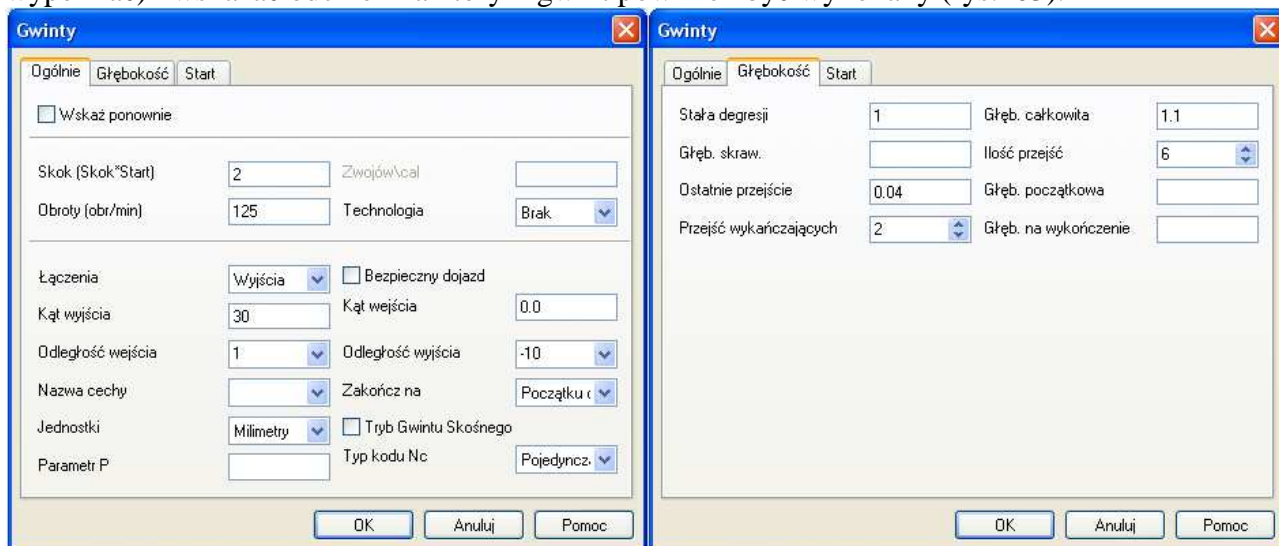 Gwinty
Ogólnie Głębokość Start
Wskaż ponownie
Skok (Skok*Start) 2 Zwojów\cal
Obroty (obr/min) 125 Technologia Brak
Łączenia Wyjścia Bezpieczny dojazd
Kąt wyjścia 30 Kąt wejścia 0.0
Odległość wejścia 1 Odległość wyjścia -10
Nazwa cechy Zakończ na Początku
Jednostki Milimetry Tryb Gwintu Skośnego
Parametr P Typ kodu Nc Pojedyncz.
OK Anuluj Pomoc
Gwinty
Ogólnie Głębokość Start
Stała degresji 1 Głęb. całkowita 1.1
Głęb. skraw. Ilość przejść 6
Ostatnie przejście 0.04 Głęb. początkowa
Przejść wykańczających 2 Głęb. na wykończenie
OK Anuluj Pomoc